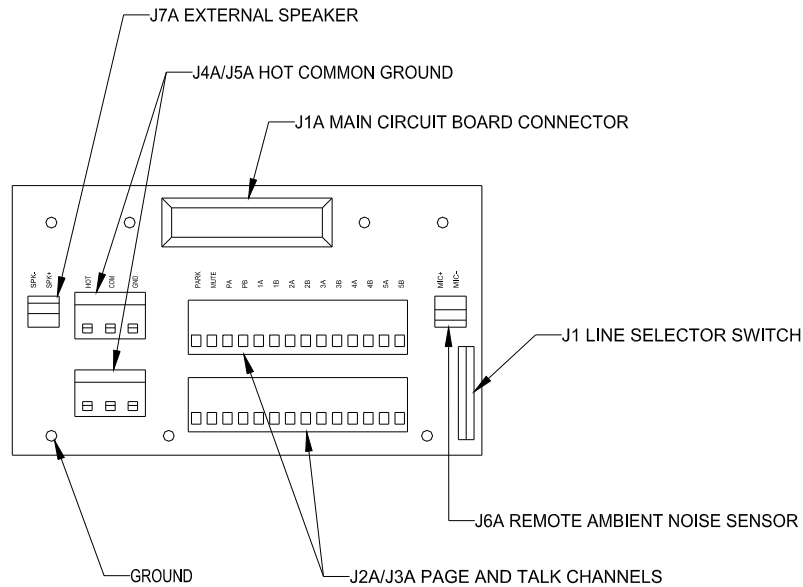 J7A EXTERNAL SPEAKER
J4A/J5A HOT COMMON GROUND
J1A MAIN CIRCUIT BOARD CONNECTOR
SPK-
SPK+
HOT
COM
GND
PARK
MUTE
PA
PB
1A
1B
2A
2B
3A
3B
4A
4B
5A
5B
MIC+
MIC-
J1 LINE SELECTOR SWITCH
J6A REMOTE AMBIENT NOISE SENSOR
GROUND
J2A/J3A PAGE AND TALK CHANNELS